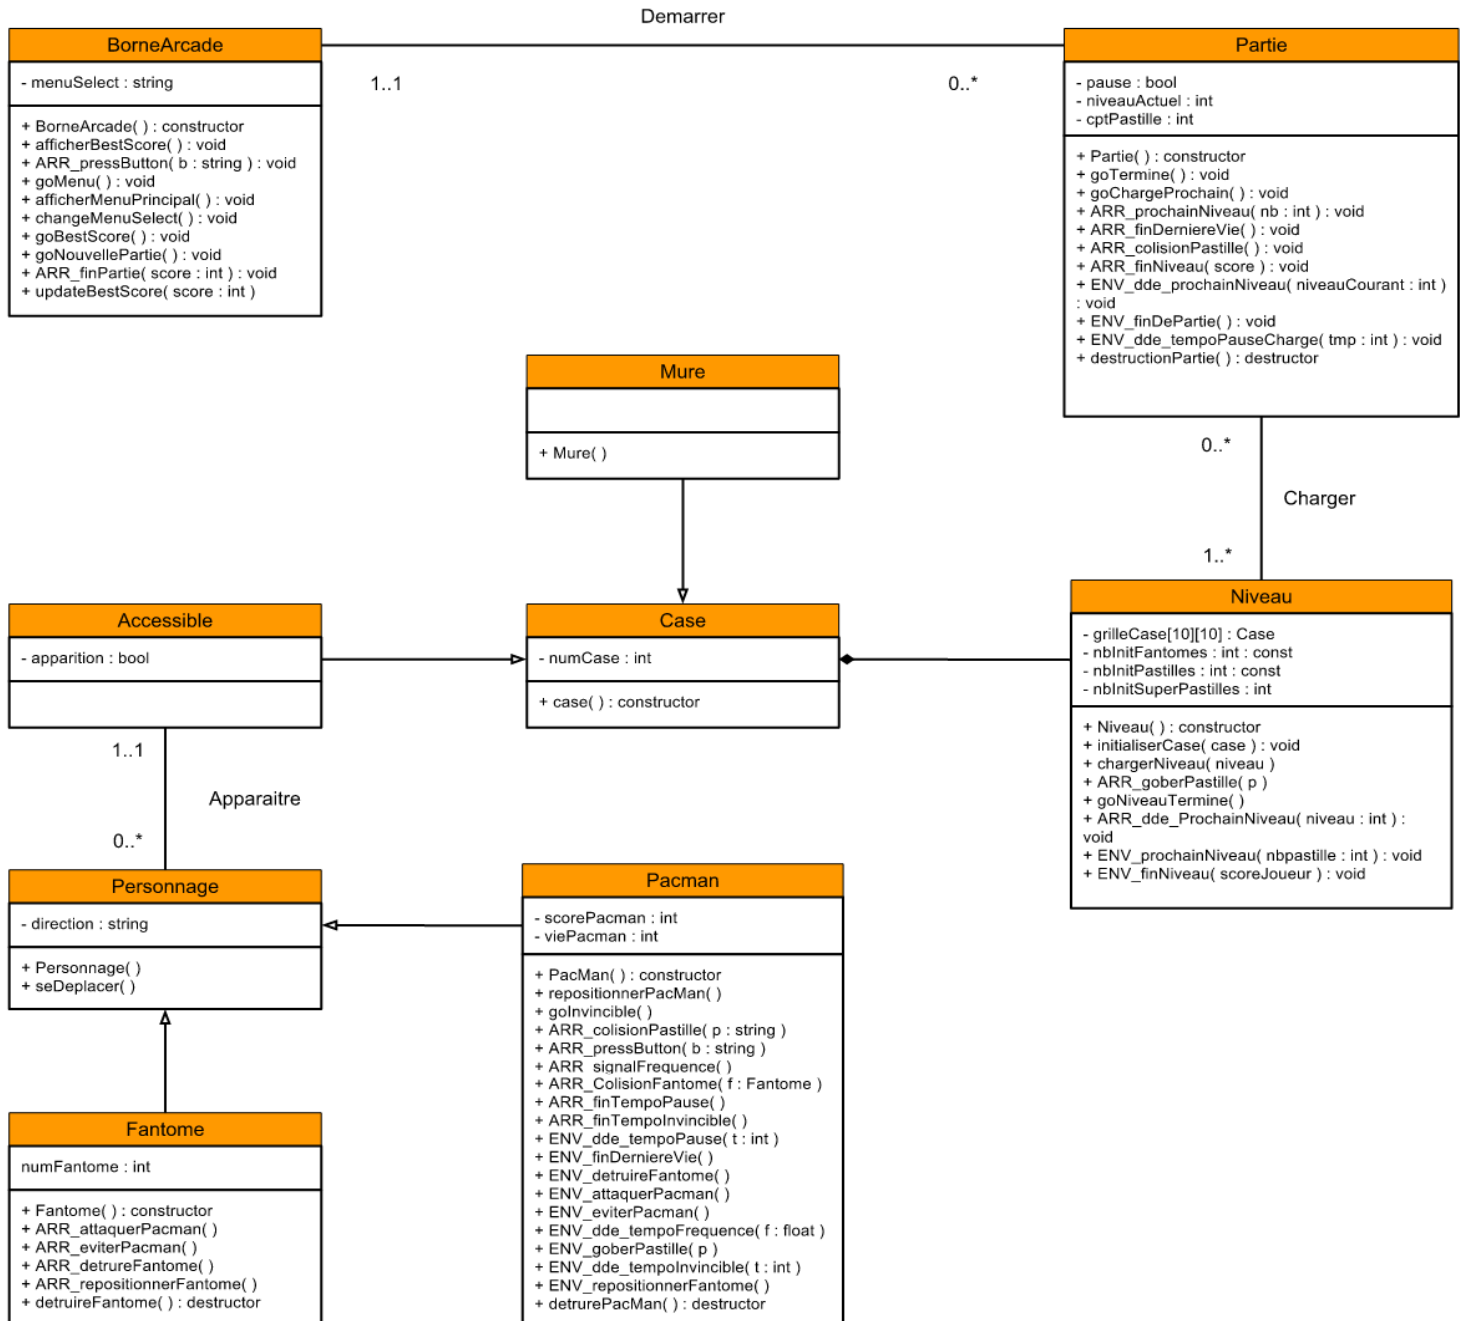 Demarrer
BorneArcade
- menuSelect : string
+ BorneArcade( ) : constructor
+ afficherBestScore( ) : void
+ ARR_pressButton( b : string ) : void
+ goMenu( ) : void
+ afficherMenuPrincipal( ) : void
+ changeMenuSelect( ) : void
+ goBestScore( ) : void
+ goNouvellePartie( ) : void
+ ARR_finPartie( score : int ) : void
+ updateBestScore( score : int )
1..1
0..*
Partie
- pause : bool
- niveauActuel : int
- cptPastille : int
+ Partie( ) : constructor
+ goTermine( ) : void
+ goChargeProchain( ) : void
+ ARR_prochainNiveau( nb : int ) : void
+ ARR_finDerniereVie( ) : void
+ ARR_colisionPastille( ) : void
+ ARR_finNiveau( score ) : void
+ ENV_dde_prochainNiveau( niveauCourant : int )
: void
+ ENV_finDePartie( ) : void
+ ENV_dde_tempoPauseCharge( tmp : int ) : void
+ destructionPartie( ) : destructor
Mure
+ Mure( )
0..*
Charger
1..*
Accessible
- apparition : bool
Case
- numCase : int
+ case( ) : constructor
Niveau
- grilleCase[10][10] : Case
- nbInitFantomes : int : const
- nbInitPastilles : int : const
- nbInitSuperPastilles : int
+ Niveau( ) : constructor
+ initialiserCase( case ) : void
+ chargerNiveau( niveau )
+ ARR_goberPastille( p )
+ goNiveauTermine( )
+ ARR_dde_ProchainNiveau( niveau : int ) :
void
+ ENV_prochainNiveau( nbpastille : int ) : void
+ ENV_finNiveau( scoreJoueur ) : void
1..1
Apparaitre
0..*
Personnage
- direction : string
+ Personnage( )
+ seDeplacer( )
Pacman
- scorePacman : int
- viePacman : int
+ PacMan( ) : constructor
+ repositionnerPacMan( )
+ goInvincible( )
+ ARR_colisionPastille( p : string )
+ ARR_pressButton( b : string )
+ ARR_signalFrequence( )
+ ARR_ColisionFantome( f : Fantome )
+ ARR_finTempoPause( )
+ ARR_finTempoInvincible( )
+ ENV_dde_tempoPause( t : int )
+ ENV_finDerniereVie( )
+ ENV_detruireFantome( )
+ ENV_attaquerPacman( )
+ ENV_eviterPacman( )
+ ENV_dde_tempoFrequence( f : float )
+ ENV_goberPastille( p )
+ ENV_dde_tempoInvincible( t : int )
+ ENV_repositionnerFantome( )
+ detrurePacMan( ) : destructor
Fantome
numFantome : int
+ Fantome( ) : constructor
+ ARR_attaquerPacman( )
+ ARR_eviterPacman( )
+ ARR_detrureFantome( )
+ ARR_repositionnerFantome( )
+ detruireFantome( ) : destructor